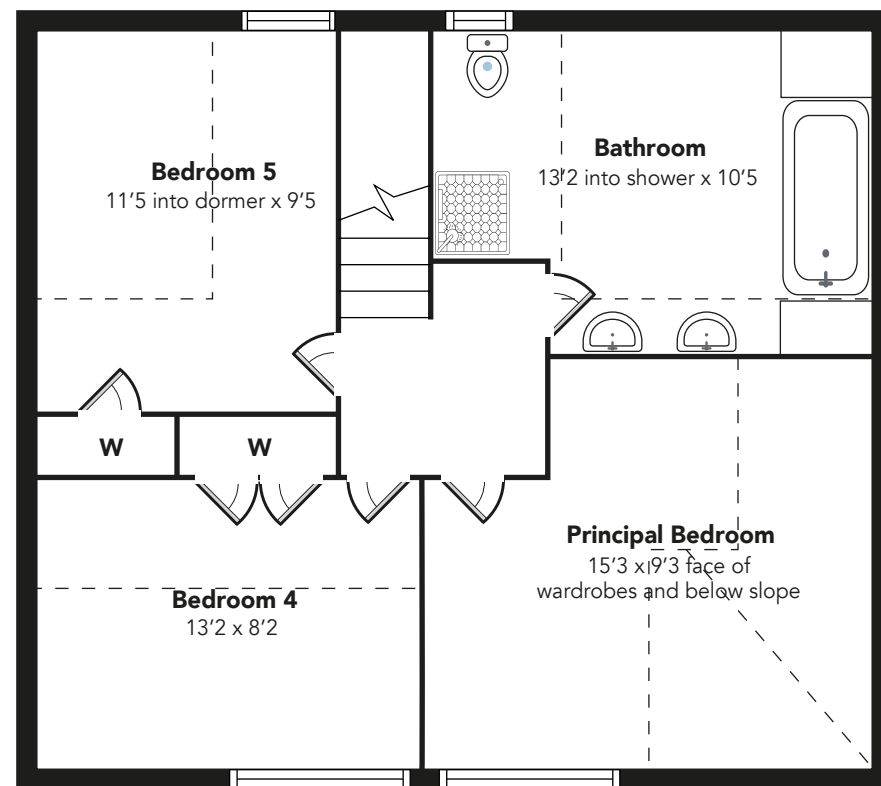 Bedroom 5
11'5 into dormer x 9'5
Bathroom
13'2 into shower x 10'5
W
W
Principal Bedroom
15'3 x 9'3 face of
wardrobes and below slope
Bedroom 4
13'2 x 8'2